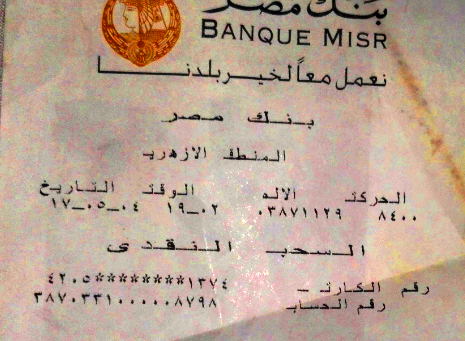 بنك مصر
BANQUE MISR
نعمل معاً لخير بلدنا
بنك مصر
المنطقة الازهرية
الحركة الاله الوقت التاريخ
٨٤٠٠ ٠٣٨٧١١٢٩ ١٩_٠٢ ١٧_٠٥_٠٤
السحب النقدى
رقم الكارت _ ٤٢٠٥********١٣٧٤
رقم الحساب ٣٨٧٠٣٣١٠٠٠٠٠٨٧٩٨